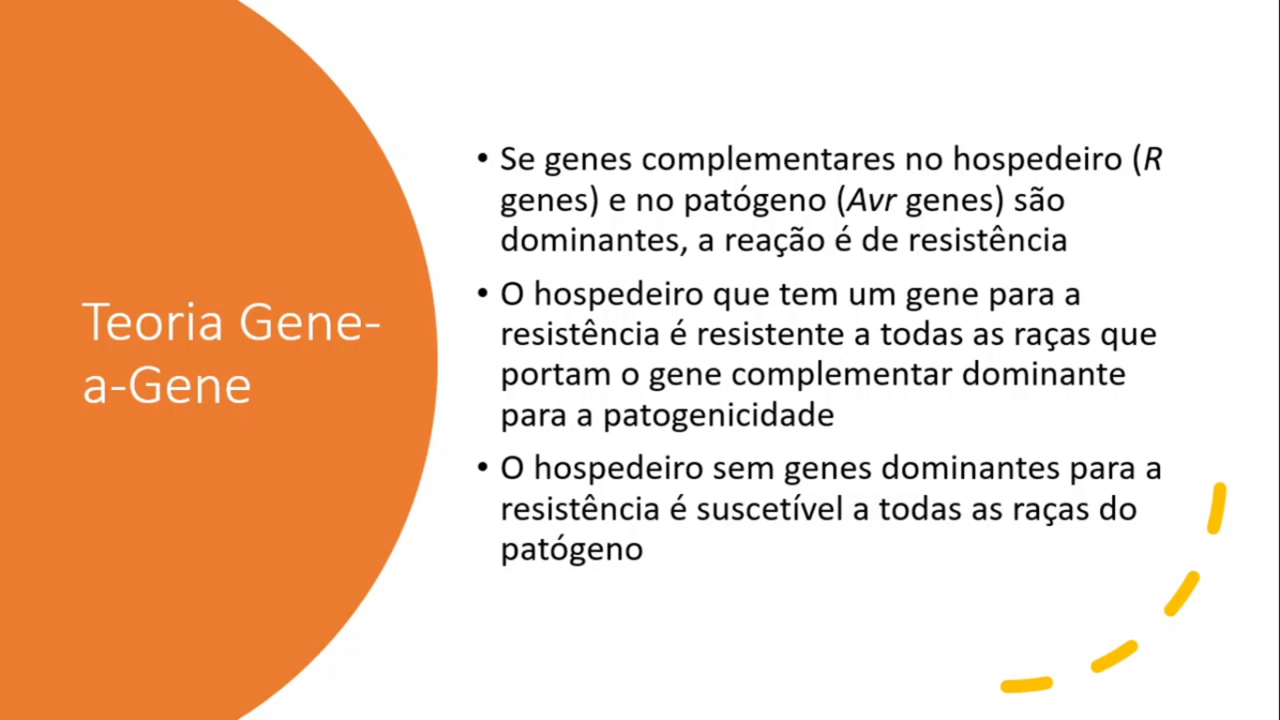 Teoria Gene-
a-Gene
• Se genes complementares no hospedeiro (R
genes) e no patógeno (Avr genes) são
dominantes, a reação é de resistência
• O hospedeiro que tem um gene para a
resistência é resistente a todas as raças que
portam o gene complementar dominante
para a patogenicidade
• O hospedeiro sem genes dominantes para a
resistência é suscetível a todas as raças do
patógeno